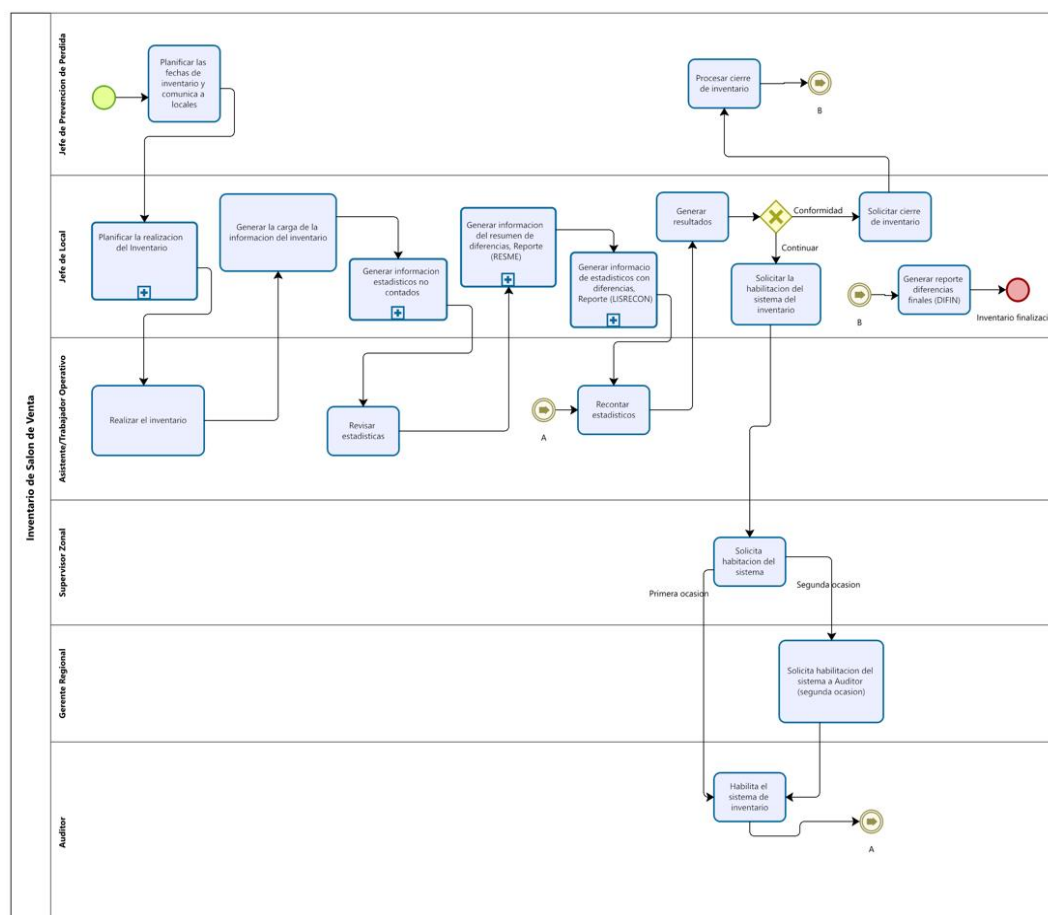 Inventario de Salon de Venta
Jefe de Prevencion de Perdida
Planificar las
fechas de
inventario y
comunica a
locales
Procesar cierre
de inventario
B
Jefe de Local
Planificar la realizacion
del Inventario
Generar la carga de la
informacion del inventario
Generar informacion
estadisticos no
contados
Generar informacion
del resumen de
diferencias, Reporte
(RESME)
Generar informacio
de estadisticos con
diferencias,
Reporte (LISRECON)
Generar
resultados
Conformidad
Continuar
Solicitar cierre
de inventario
Solicitar la
habilitacion del
sistema del
inventario
B
Generar reporte
diferencias
finales (DIFIN)
Inventario finalizaci
Asistente/Trabajador Operativo
Realizar el inventario
Revisar
estadisticas
A
Recontar
estadisticos
Supervisor Zonal
Solicita
habitacion del
sistema
Primera ocasion
Segunda ocasion
Gerente Regional
Solicita habilitacion del
sistema a Auditor
(segunda ocasion)
Auditor
Habilita el
sistema de
inventario
A